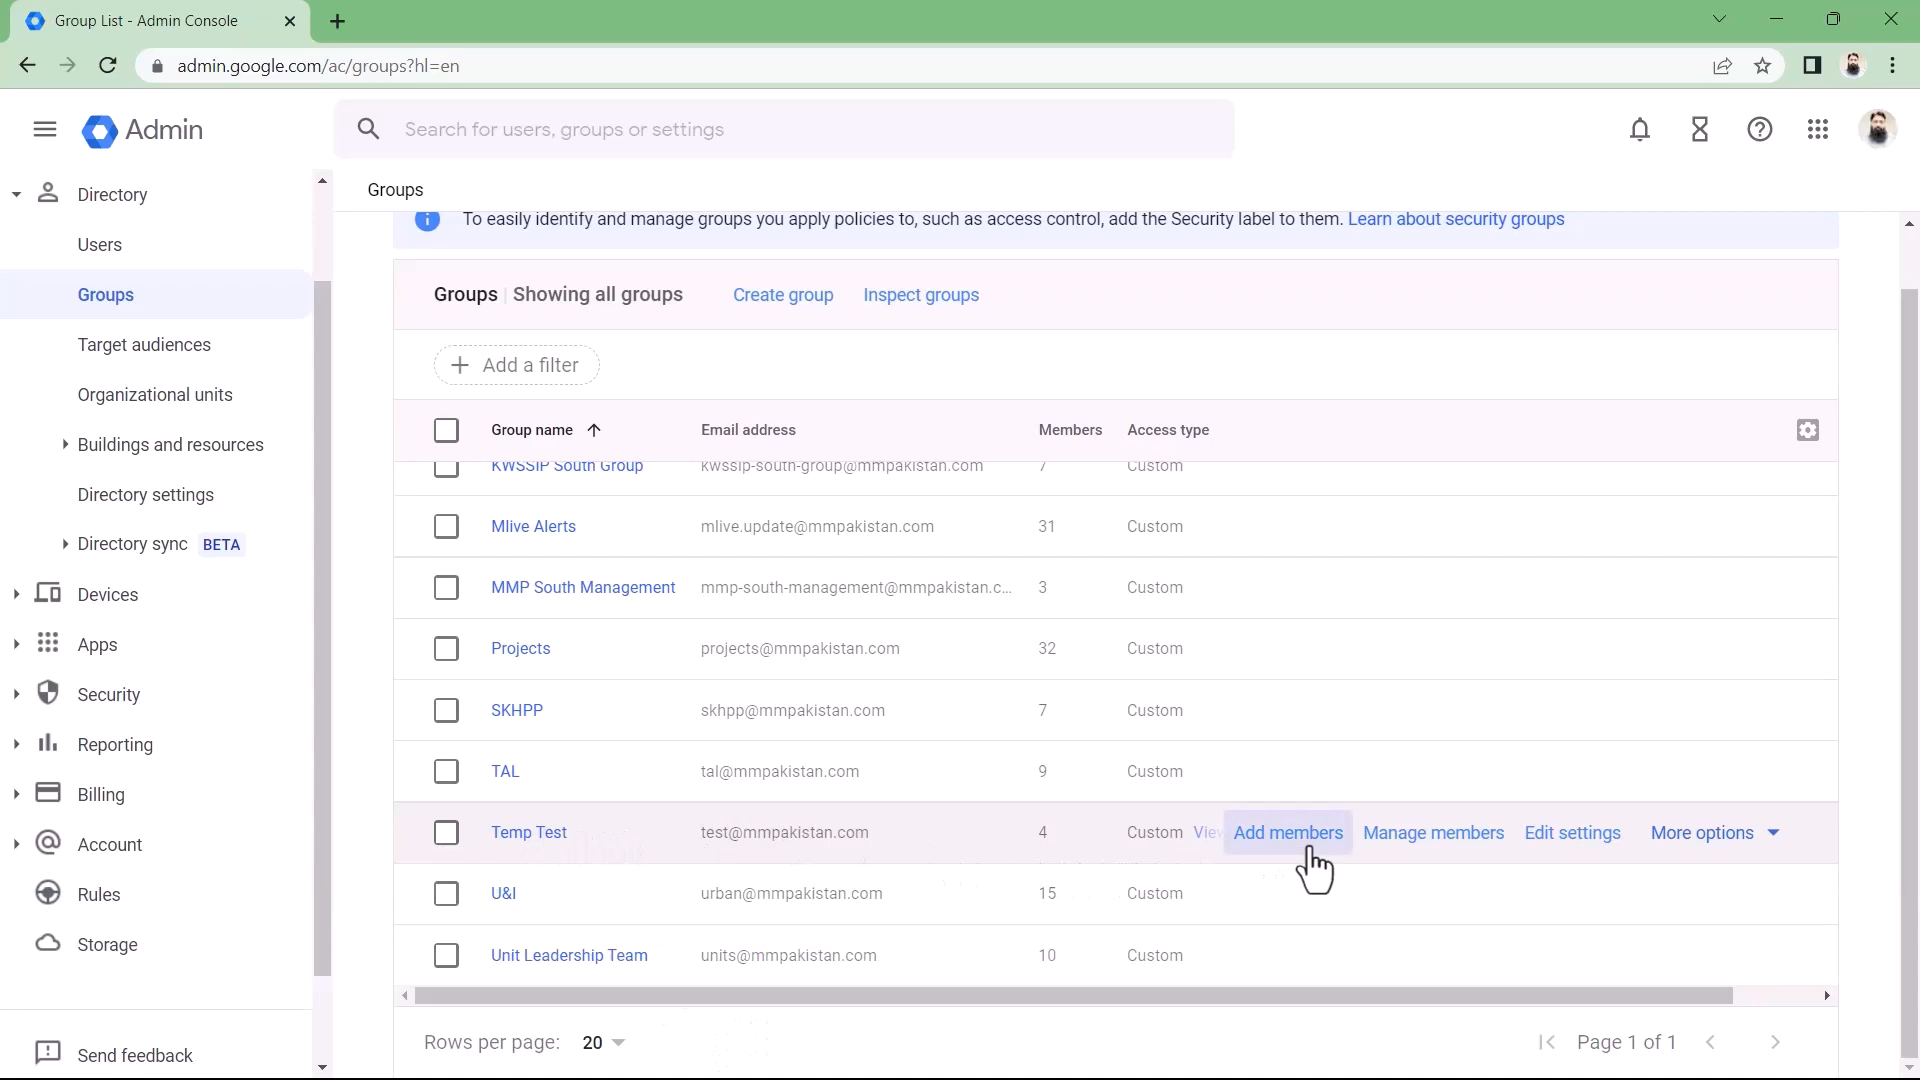 Group List - Admin Console
admin.google.com/ac/groups?hl=en
Admin
Search for users, groups or settings
Directory
Users
Groups
Target audiences
Organizational units
Buildings and resources
Directory settings
Directory sync BETA
Devices
Apps
Security
Reporting
Billing
Account
Rules
Storage
Send feedback
Groups
To easily identify and manage groups you apply policies to, such as access control, add the Security label to them. Learn about security groups
Groups | Showing all groups Create group Inspect groups
+ Add a filter
Group name Email address Members Access type
KWSSIP South Group kwssip-south-group@mmpakistan.com 7 Custom
Mlive Alerts mlive.update@mmpakistan.com 31 Custom
MMP South Management mmp-south-management@mmpakistan.c... 3 Custom
Projects projects@mmpakistan.com 32 Custom
SKHPP skhpp@mmpakistan.com 7 Custom
TAL tal@mmpakistan.com 9 Custom
Temp Test test@mmpakistan.com 4 Custom View Add members Manage members Edit settings More options
U&I urban@mmpakistan.com 15 Custom
Unit Leadership Team units@mmpakistan.com 10 Custom
Rows per page: 20 Page 1 of 1